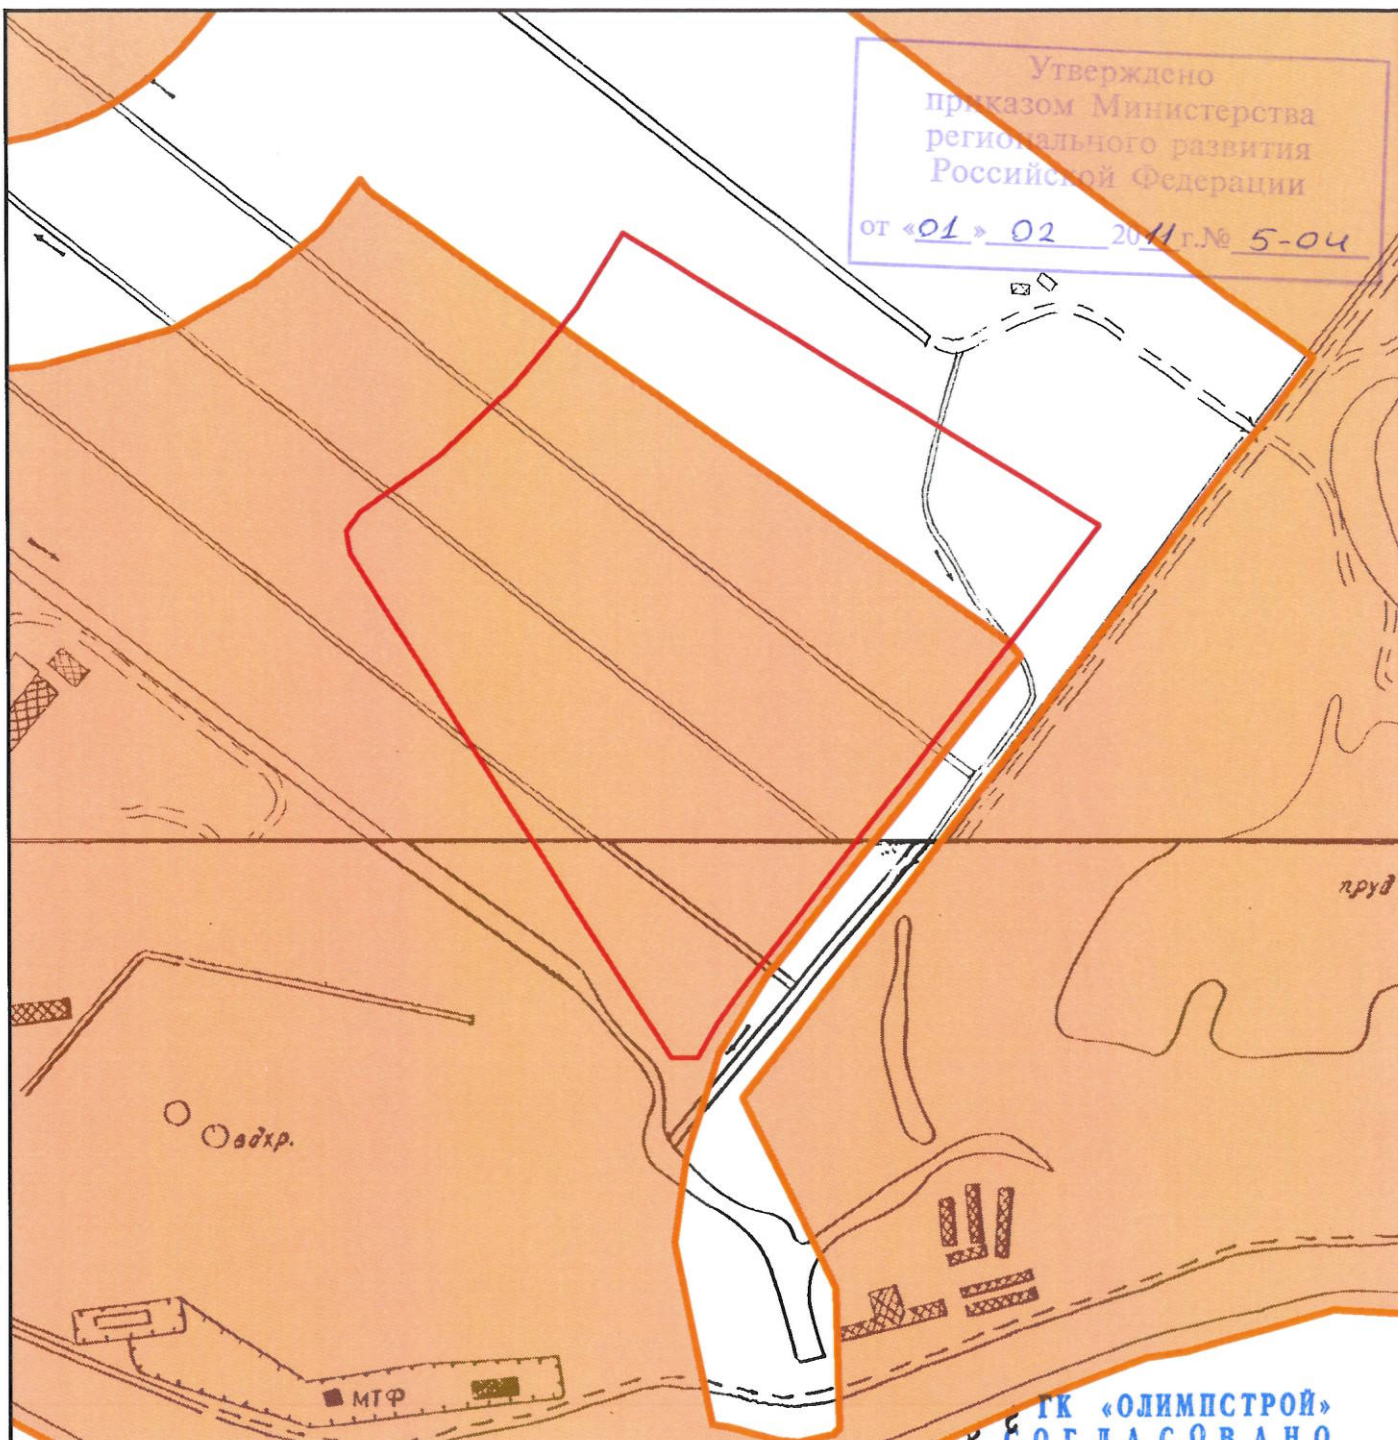 Утверждено
приказом Министерства
регионального развития
Российской Федерации
от «01» 02 2011 г.№ 5-04
пруд
вдхр.
МТФ
ГК «ОЛИМПСТРОЙ»
СОГЛАСОВАНО